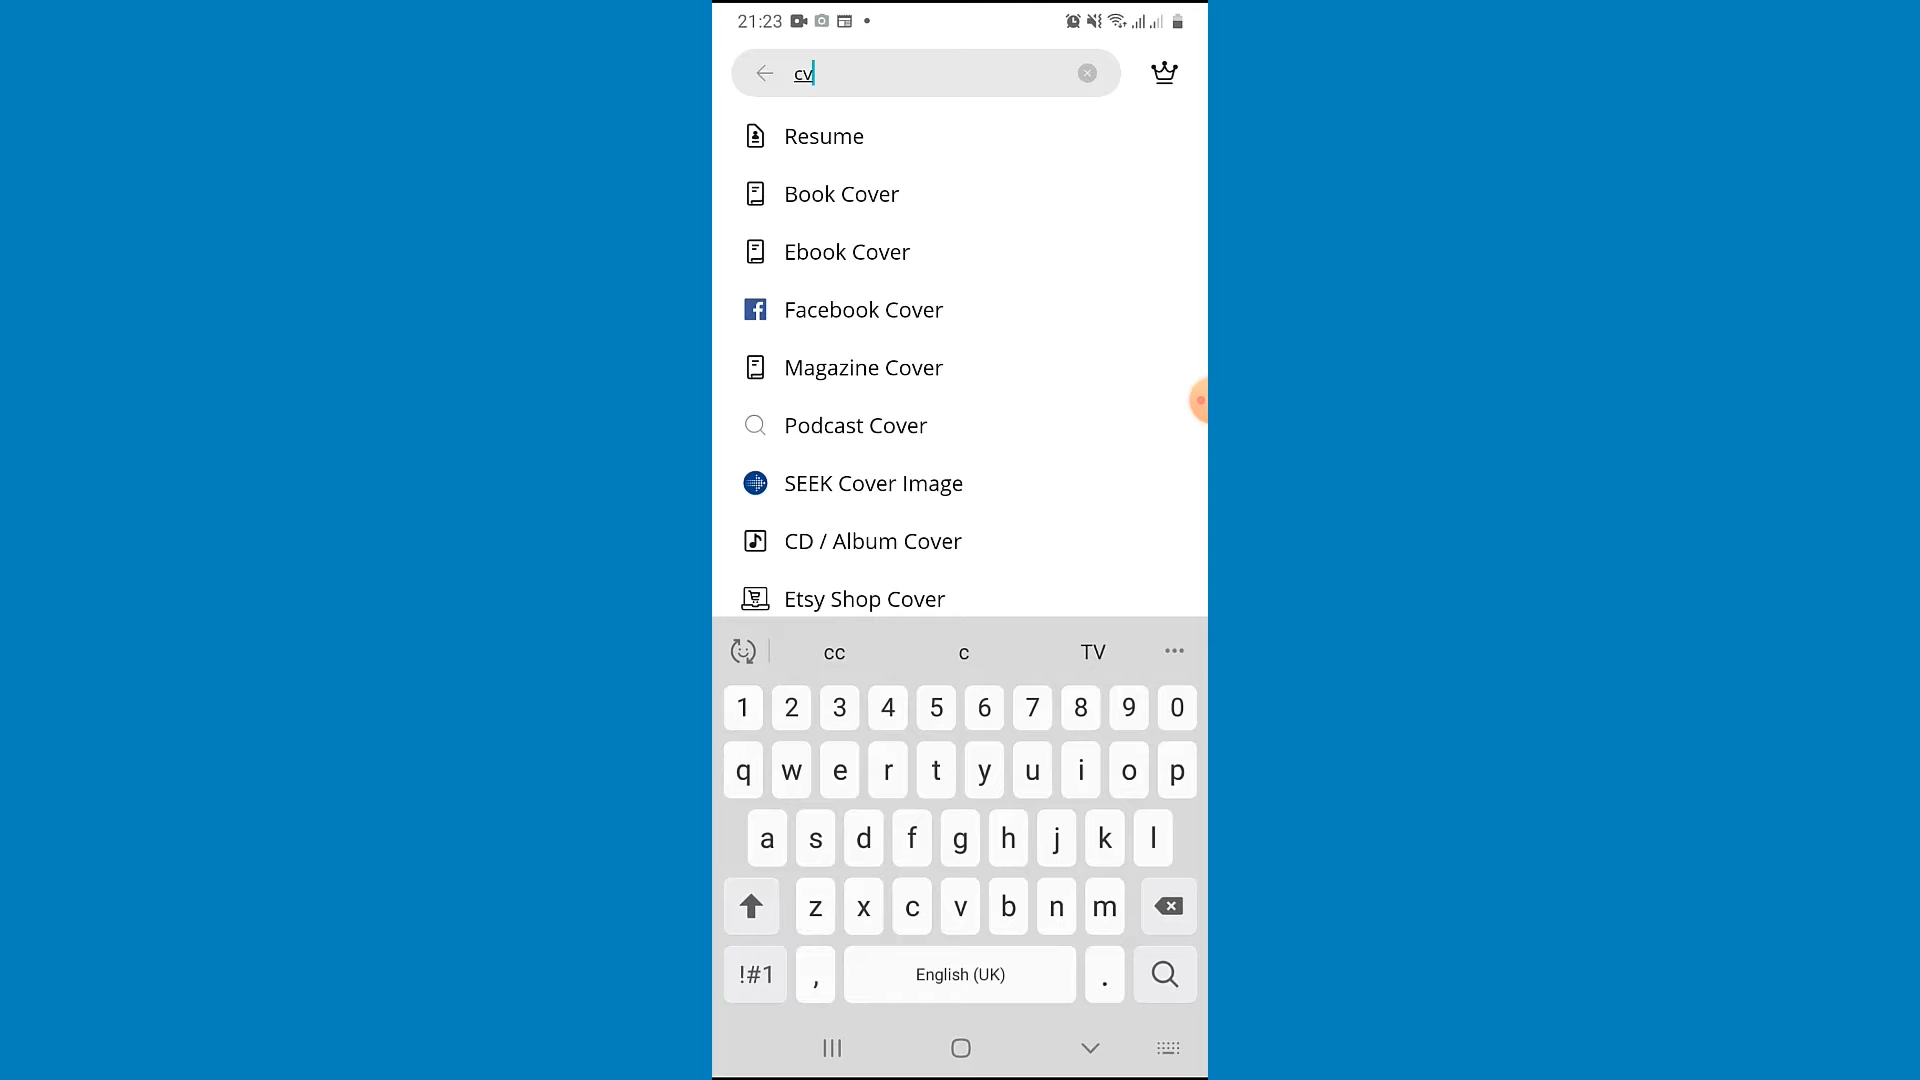 21:23
cv
Resume
Book Cover
Ebook Cover
Facebook Cover
Magazine Cover
Podcast Cover
SEEK Cover Image
CD / Album Cover
Etsy Shop Cover
cc c TV
1 2 3 4 5 6 7 8 9 0
q w e r t y u i o p
a s d f g h j k l
z x c v b n m
!#1 , English (UK) .